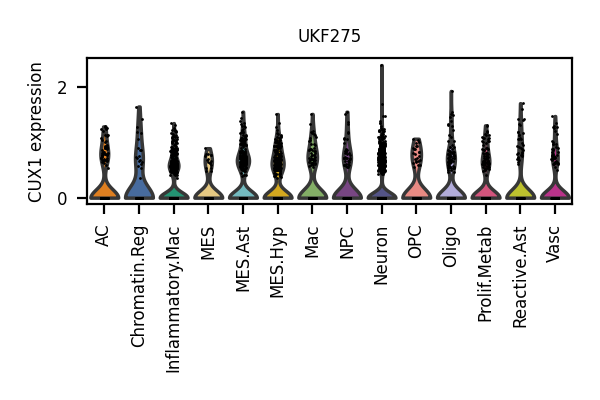 UKF275
CUX1 expression
2
0
AC
Chromatin.Reg
Inflammatory.Mac
MES
MES.Ast
MES.Hyp
Mac
NPC
Neuron
OPC
Oligo
Prolif.Metab
Reactive.Ast
Vasc